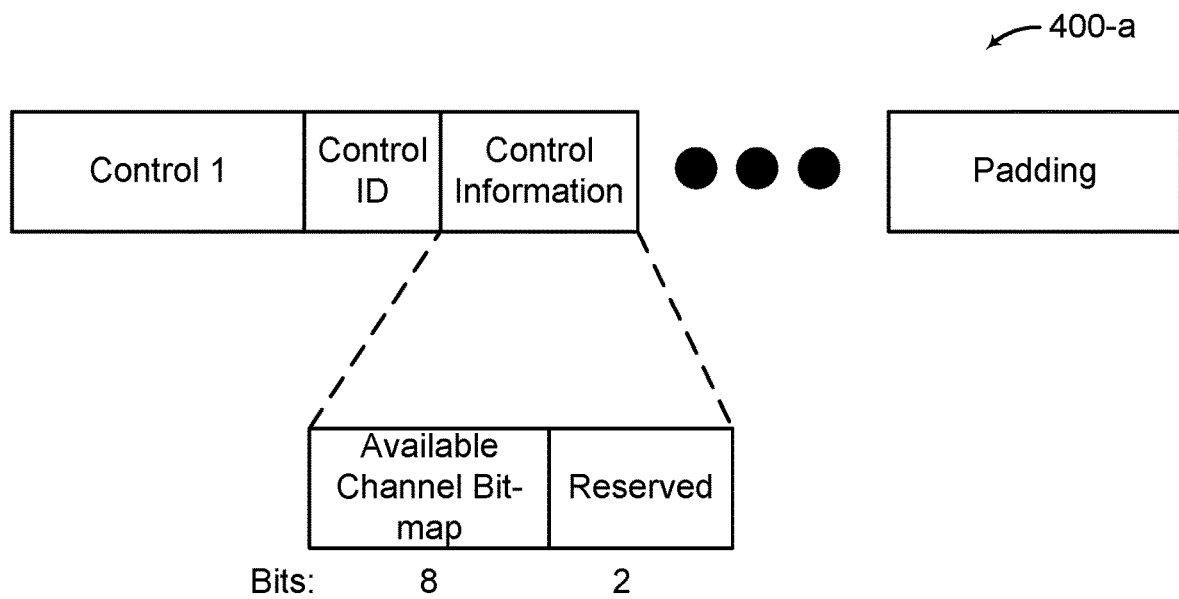 400-a
Control 1
Control
ID
Control
Information
Padding
Available
Channel Bit-
map
Reserved
Bits: 8 2